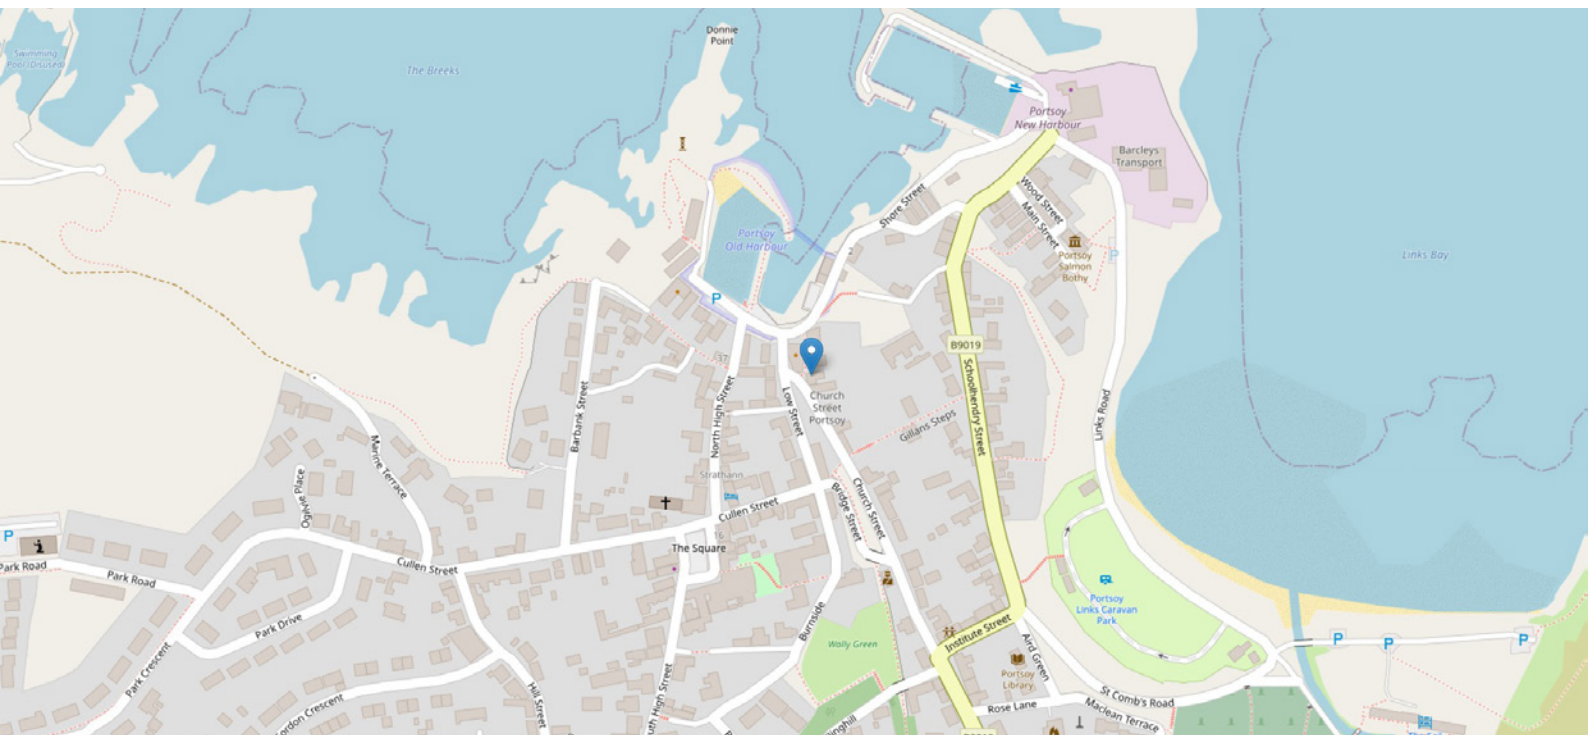 Donnie
Point
Swimming
Pool (Disused)
The Breeks
Portsoy
New Harbour
Barcleys
Transport
Wood Street
Main Street
Shore Street
Portsoy
Old Harbour
2
P
Portsoy
Salmon
Bothy
Links Bay
P
B9019
37
Church
Street
Portsoy
Barbank Street
North High Street
Low Street
Schoolhendry Street
Links Road
Gillans Steps
Marine Terrace
Strathann
Ogilvie Place
Cullen Street
Bridge Street
Church Street
16
The Square
P
Park Road
Park Road
Cullen Street
Park Drive
Park Crescent
Burnside
Portsoy
Links Caravan
Park
Institute Street
Wally Green
Aird Green
P
P
P
Portsoy
Library
Hill Street
St Comb's Road
Rose Lane
Maclean Terrace